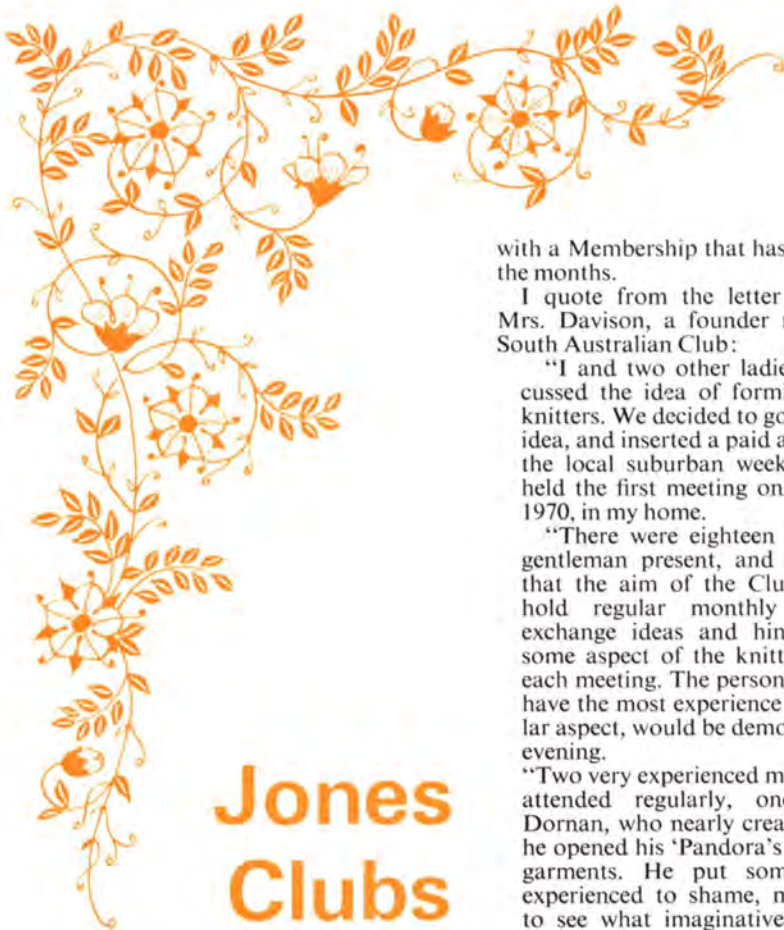 Jones
Clubs
with a Membership that has
the months.
I quote from the letter
Mrs. Davison, a founder
South Australian Club:
"I and two other ladie
cussed the idea of form
knitters. We decided to go
idea, and inserted a paid a
the local suburban week
held the first meeting on
1970, in my home.
"There were eighteen
gentleman present, and
that the aim of the Clu
hold regular monthly
exchange ideas and hin
some aspect of the knitt
each meeting. The person
have the most experience
lar aspect, would be demo
evening.
"Two very experienced m
attended regularly, on
Dornan, who nearly crea
he opened his 'Pandora's
garments. He put som
experienced to shame,
to see what imaginative